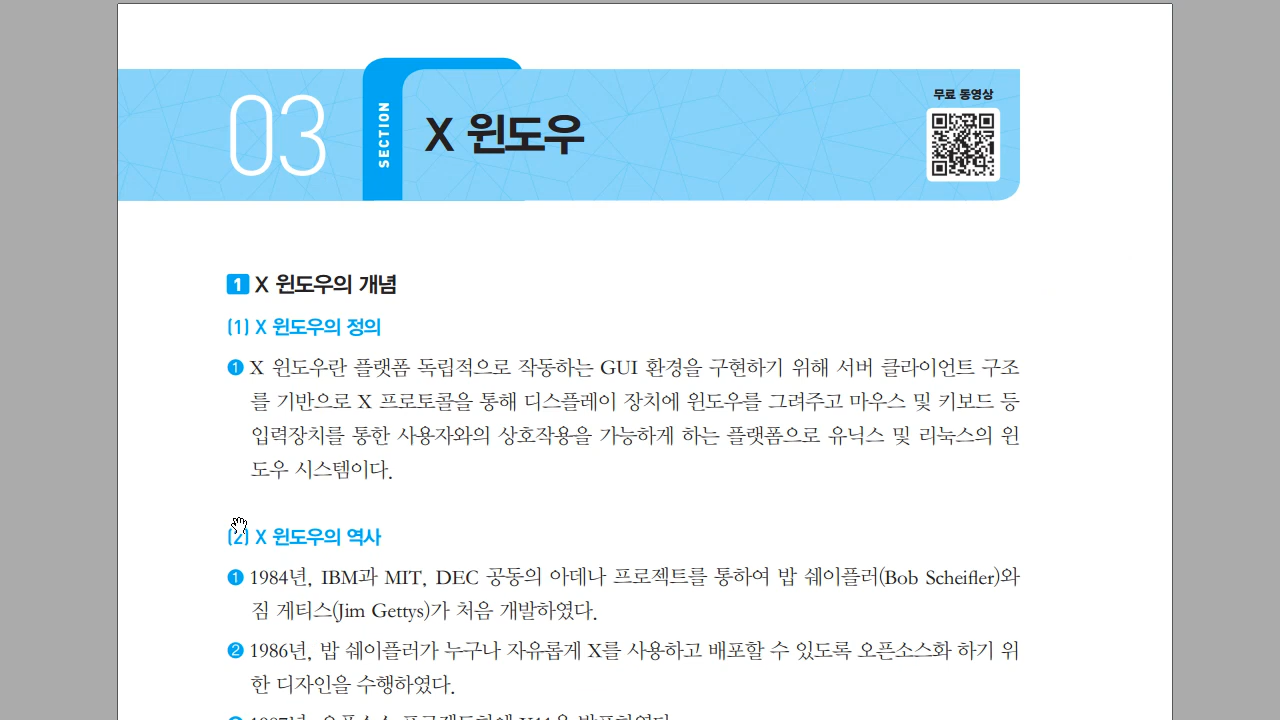 03
SECTION
X 윈도우
무료 동영상
1 X 윈도우의 개념
(1) X 윈도우의 정의
❶ X 윈도우란 플랫폼 독립적으로 작동하는 GUI 환경을 구현하기 위해 서버 클라이언트 구조
를 기반으로 X 프로토콜을 통해 디스플레이 장치에 윈도우를 그려주고 마우스 및 키보드 등
입력장치를 통한 사용자와의 상호작용을 가능하게 하는 플랫폼으로 유닉스 및 리눅스의 윈
도우 시스템이다.
(2) X 윈도우의 역사
❶ 1984년, IBM과 MIT, DEC 공동의 아데나 프로젝트를 통하여 밥 쉐이플러(Bob Scheifler)와
짐 게티스(Jim Gettys)가 처음 개발하였다.
❷ 1986년, 밥 쉐이플러가 누구나 자유롭게 X를 사용하고 배포할 수 있도록 오픈소스화 하기 위
한 디자인을 수행하였다.